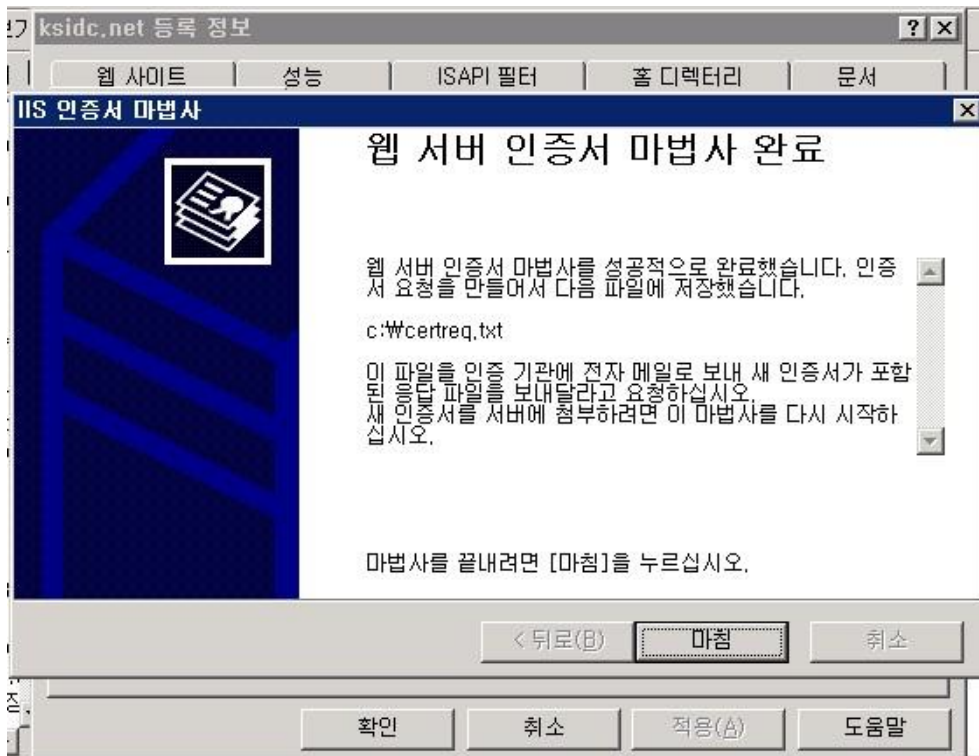 ksidc.net 등록 정보
웹 사이트
성능
ISAPI 필터
홈 디렉터리
문서
IIS 인증서 마법사
웹 서버 인증서 마법사 완료
웹 서버 인증서 마법사를 성공적으로 완료했습니다. 인증
서 요청을 만들어서 다음 파일에 저장했습니다.
c:₩certreq.txt
이 파일을 인증 기관에 전자 메일로 보내 새 인증서가 포함
된 응답 파일을 보내달라고 요청하십시오.
새 인증서를 서버에 첨부하려면 이 마법사를 다시 시작하
십시오.
마법사를 끝내려면 [마침]을 누르십시오.
< 뒤로(B)
마침
취소
확인
취소
적용(A)
도움말